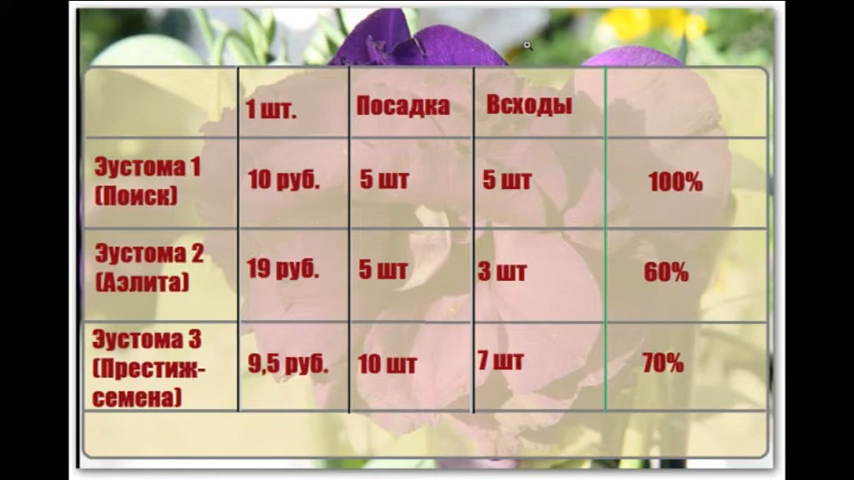 1 шт. Посадка Всходы
Эустома 1
(Поиск) 10 руб. 5 шт 5 шт 100%
Эустома 2
(Аэлита) 19 руб. 5 шт 3 шт 60%
Эустома 3
(Престиж-
семена) 9,5 руб. 10 шт 7 шт 70%